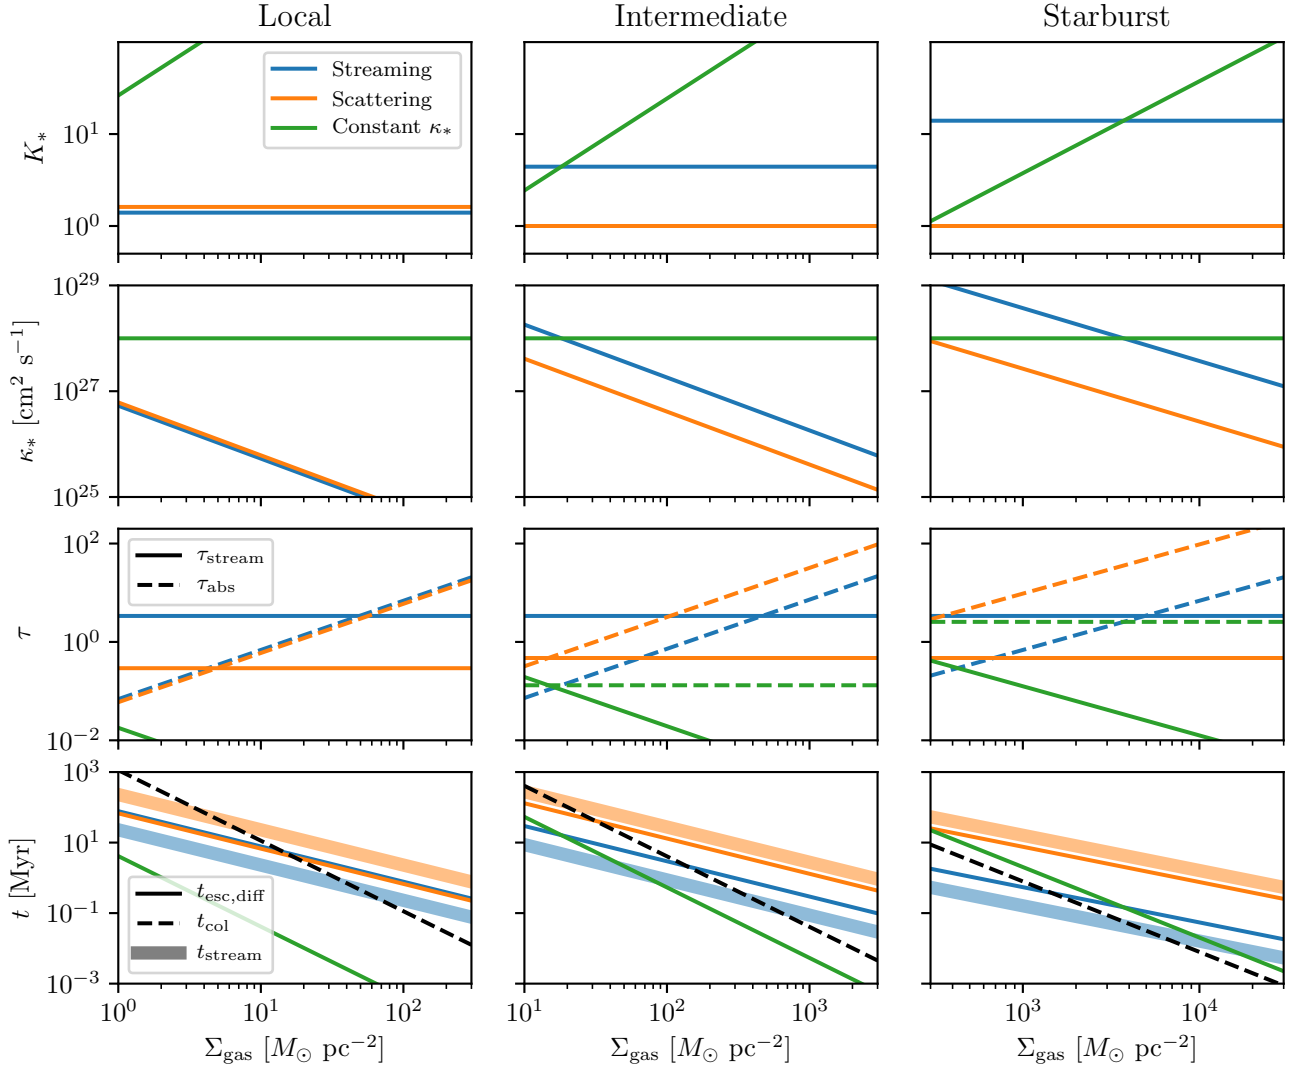 Local Intermediate Starburst
K* 10¹ 10⁰
Streaming
Scattering
Constant κ*
κ* [cm² s⁻¹] 10²⁹ 10²⁷ 10²⁵
τ 10² 10⁰ 10⁻²
τstream
τabs
t [Myr] 10³ 10¹ 10⁻¹ 10⁻³
tesc,diff
tcol
tstream
10⁰ 10¹ 10² 10¹ 10² 10³ 10³ 10⁴
Σgas [M⊙ pc⁻²] Σgas [M⊙ pc⁻²] Σgas [M⊙ pc⁻²]